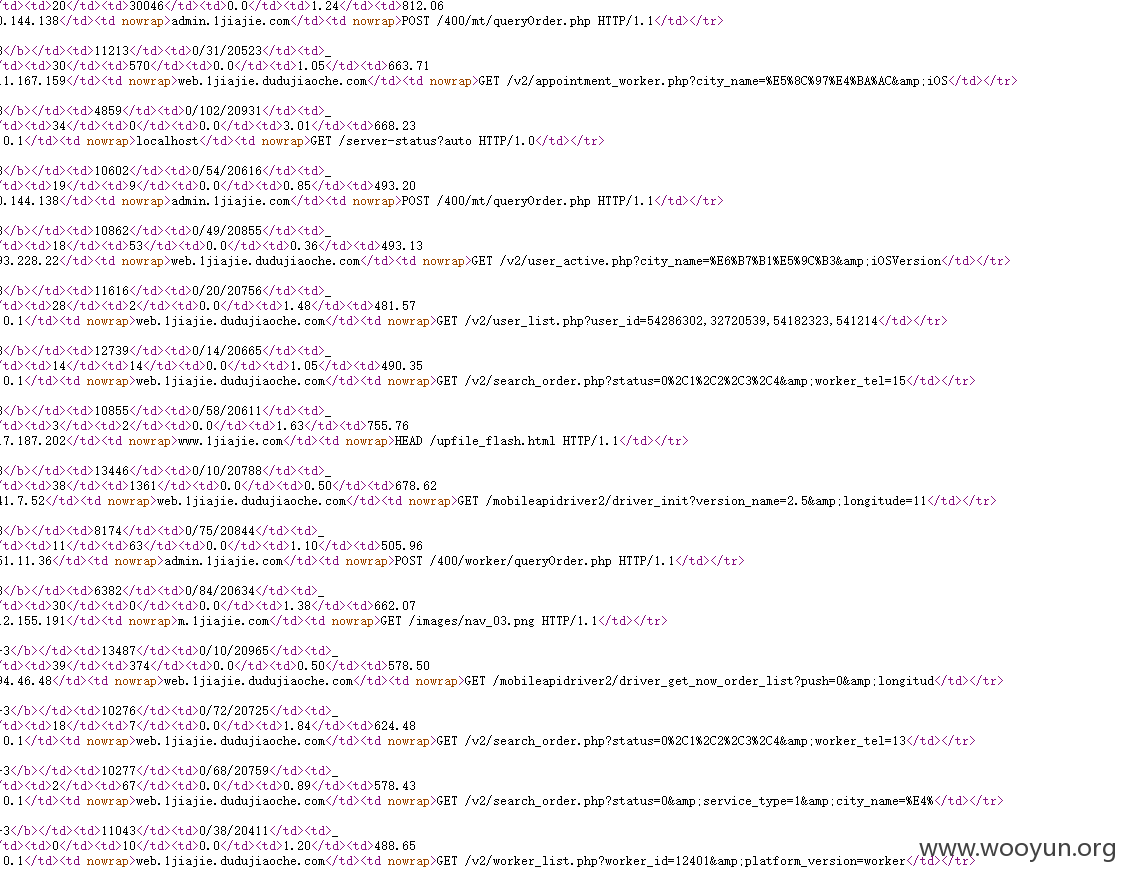 /td><td>20</td><td>30046</td><td>0.0</td><td>1.24</td><td>812.06
0.144.138</td><td nowrap>admin.1jiajie.com</td><td nowrap>POST /400/mt/queryOrder.php HTTP/1.1</td></tr>
3</b></td><td>11213</td><td>0/31/20523</td><td>_
/td><td>30</td><td>570</td><td>0.0</td><td>1.05</td><td>663.71
1.167.159</td><td nowrap>web.1jiajie.dudujiaoche.com</td><td nowrap>GET /v2/appointment_worker.php?city_name=%E5%8C%97%E4%BA%AC&amp;iOS</td></tr>
3</b></td><td>4859</td><td>0/102/20931</td><td>_
/td><td>34</td><td>0</td><td>0.0</td><td>3.01</td><td>668.23
0.1</td><td nowrap>localhost</td><td nowrap>GET /server-status?auto HTTP/1.0</td></tr>
3</b></td><td>10602</td><td>0/54/20616</td><td>_
/td><td>19</td><td>9</td><td>0.0</td><td>0.85</td><td>493.20
0.144.138</td><td nowrap>admin.1jiajie.com</td><td nowrap>POST /400/mt/queryOrder.php HTTP/1.1</td></tr>
3</b></td><td>10862</td><td>0/49/20855</td><td>_
/td><td>18</td><td>53</td><td>0.0</td><td>0.36</td><td>493.13
93.228.22</td><td nowrap>web.1jiajie.dudujiaoche.com</td><td nowrap>GET /v2/user_active.php?city_name=%E6%B7%B1%E5%9C%B3&amp;iOSVersion</td></tr>
3</b></td><td>11616</td><td>0/20/20756</td><td>_
/td><td>28</td><td>2</td><td>0.0</td><td>1.48</td><td>481.57
0.1</td><td nowrap>web.1jiajie.dudujiaoche.com</td><td nowrap>GET /v2/user_list.php?user_id=54286302,32720539,54182323,541214</td></tr>
3</b></td><td>12739</td><td>0/14/20665</td><td>_
/td><td>14</td><td>14</td><td>0.0</td><td>1.05</td><td>490.35
0.1</td><td nowrap>web.1jiajie.dudujiaoche.com</td><td nowrap>GET /v2/search_order.php?status=0%2C1%2C2%2C3%2C4&amp;worker_tel=15</td></tr>
3</b></td><td>10855</td><td>0/58/20611</td><td>_
/td><td>3</td><td>2</td><td>0.0</td><td>1.63</td><td>755.76
7.187.202</td><td nowrap>www.1jiajie.com</td><td nowrap>HEAD /upfile_flash.html HTTP/1.1</td></tr>
3</b></td><td>13446</td><td>0/10/20788</td><td>_
/td><td>38</td><td>1361</td><td>0.0</td><td>0.50</td><td>678.62
41.7.52</td><td nowrap>web.1jiajie.dudujiaoche.com</td><td nowrap>GET /mobileapidriver2/driver_init?version_name=2.5&amp;longitude=11</td></tr>
3</b></td><td>8174</td><td>0/75/20844</td><td>_
/td><td>11</td><td>63</td><td>0.0</td><td>1.10</td><td>505.96
51.11.36</td><td nowrap>admin.1jiajie.com</td><td nowrap>POST /400/worker/queryOrder.php HTTP/1.1</td></tr>
3</b></td><td>6382</td><td>0/84/20634</td><td>_
/td><td>30</td><td>0</td><td>0.0</td><td>1.38</td><td>662.07
2.155.191</td><td nowrap>m.1jiajie.com</td><td nowrap>GET /images/nav_03.png HTTP/1.1</td></tr>
-3</b></td><td>13487</td><td>0/10/20965</td><td>_
/td><td>39</td><td>374</td><td>0.0</td><td>0.50</td><td>578.50
94.46.48</td><td nowrap>web.1jiajie.dudujiaoche.com</td><td nowrap>GET /mobileapidriver2/driver_get_now_order_list?push=0&amp;longitud</td></tr>
-3</b></td><td>10276</td><td>0/72/20725</td><td>_
/td><td>18</td><td>7</td><td>0.0</td><td>1.84</td><td>624.48
0.1</td><td nowrap>web.1jiajie.dudujiaoche.com</td><td nowrap>GET /v2/search_order.php?status=0%2C1%2C2%2C3%2C4&amp;worker_tel=13</td></tr>
-3</b></td><td>10277</td><td>0/68/20759</td><td>_
/td><td>2</td><td>67</td><td>0.0</td><td>0.89</td><td>578.43
0.1</td><td nowrap>web.1jiajie.dudujiaoche.com</td><td nowrap>GET /v2/search_order.php?status=0&amp;service_type=1&amp;city_name=%E4%</td></tr>
-3</b></td><td>11043</td><td>0/38/20411</td><td>_
/td><td>0</td><td>10</td><td>0.0</td><td>1.20</td><td>488.65
0.1</td><td nowrap>web.1jiajie.dudujiaoche.com</td><td nowrap>GET /v2/worker_list.php?worker_id=12401&amp;platform_version=worker</td></tr>
www.wooyun.org